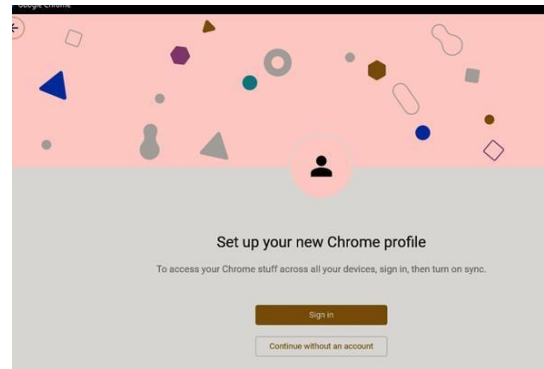 Google Chrome
Set up your new Chrome profile
To access your Chrome stuff across all your devices, sign in, then turn on sync.
Sign in
Continue without an account